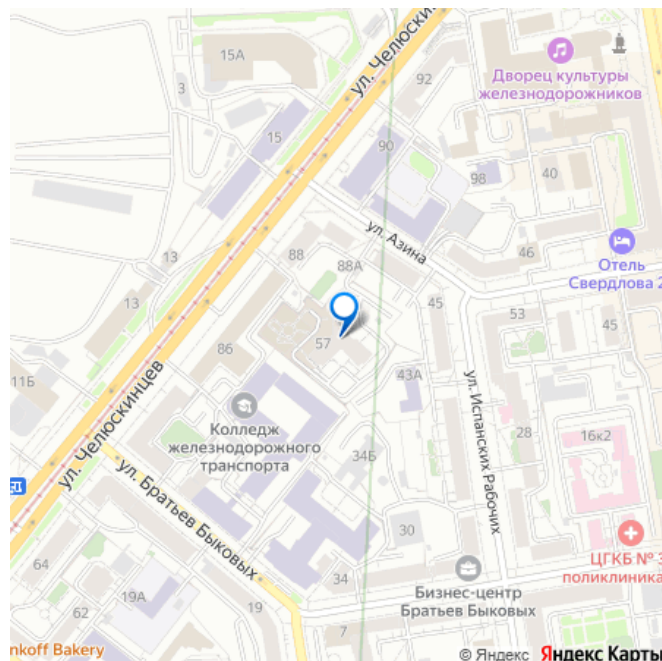 15А
3
ул. Челюскин
92
Дворец культуры
железнодорожников
15
90
98
40
ул. Азина
46
Отель
Свердлова 2
13
88
88А
45
53
45
13
86
57
43А
11Б
ул. Челюскинцев
Колледж
железнодорожного
транспорта
ул. Испанских Рабочих
28
16к2
34Б
ул. Братьев Быковых
30
ЦГКБ № 3
поликлиника
64
62
19А
19
34
7
Бизнес-центр
Братьев Быковых
nkoff Bakery
© Яндекс Яндекс Карты